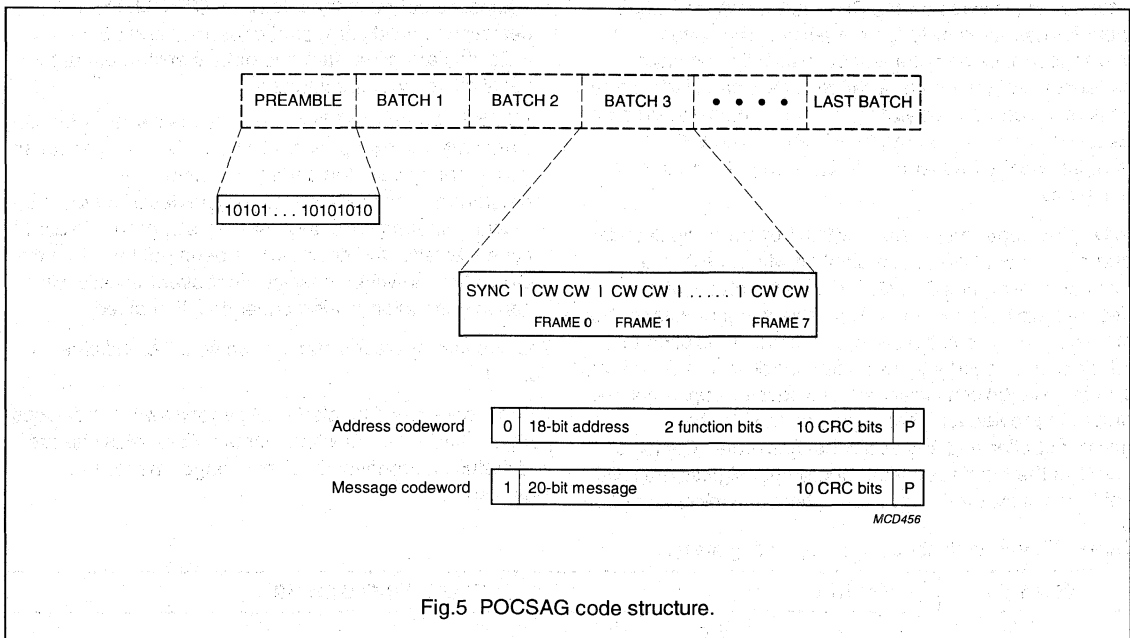 PREAMBLE BATCH 1 BATCH 2 BATCH 3 • • • • LAST BATCH
10101 . . . 10101010
SYNC | CW CW | CW CW | . . . . . | CW CW
FRAME 0 FRAME 1 FRAME 7
Address codeword 0 18-bit address 2 function bits 10 CRC bits P
Message codeword 1 20-bit message 10 CRC bits P
MCD456
Fig.5 POCSAG code structure.